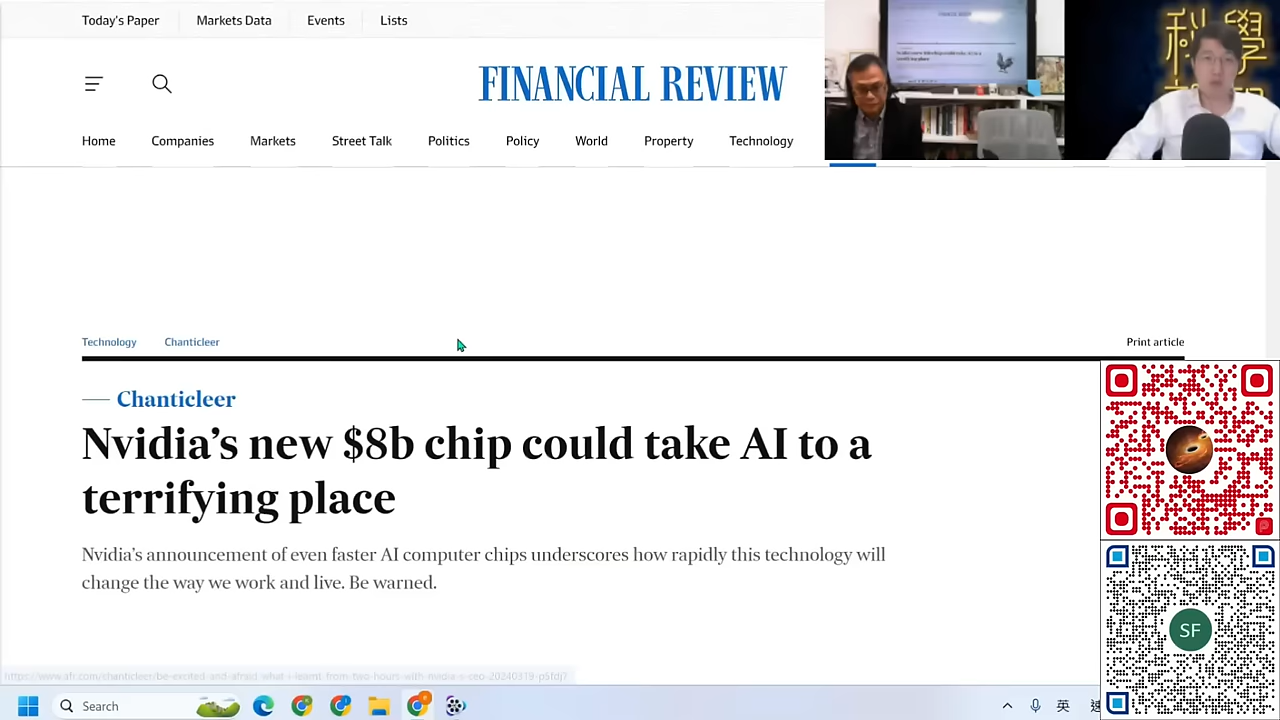 Today's Paper
Markets Data
Events
Lists
FINANCIAL REVIEW
Home
Companies
Markets
Street Talk
Politics
Policy
World
Property
Technology
科學
Technology
Chanticleer
Print article
Chanticleer
Nvidia's new $8b chip could take AI to a
terrifying place
Nvidia's announcement of even faster AI computer chips underscores how rapidly this technology will
change the way we work and live. Be warned.
SF
Search
英